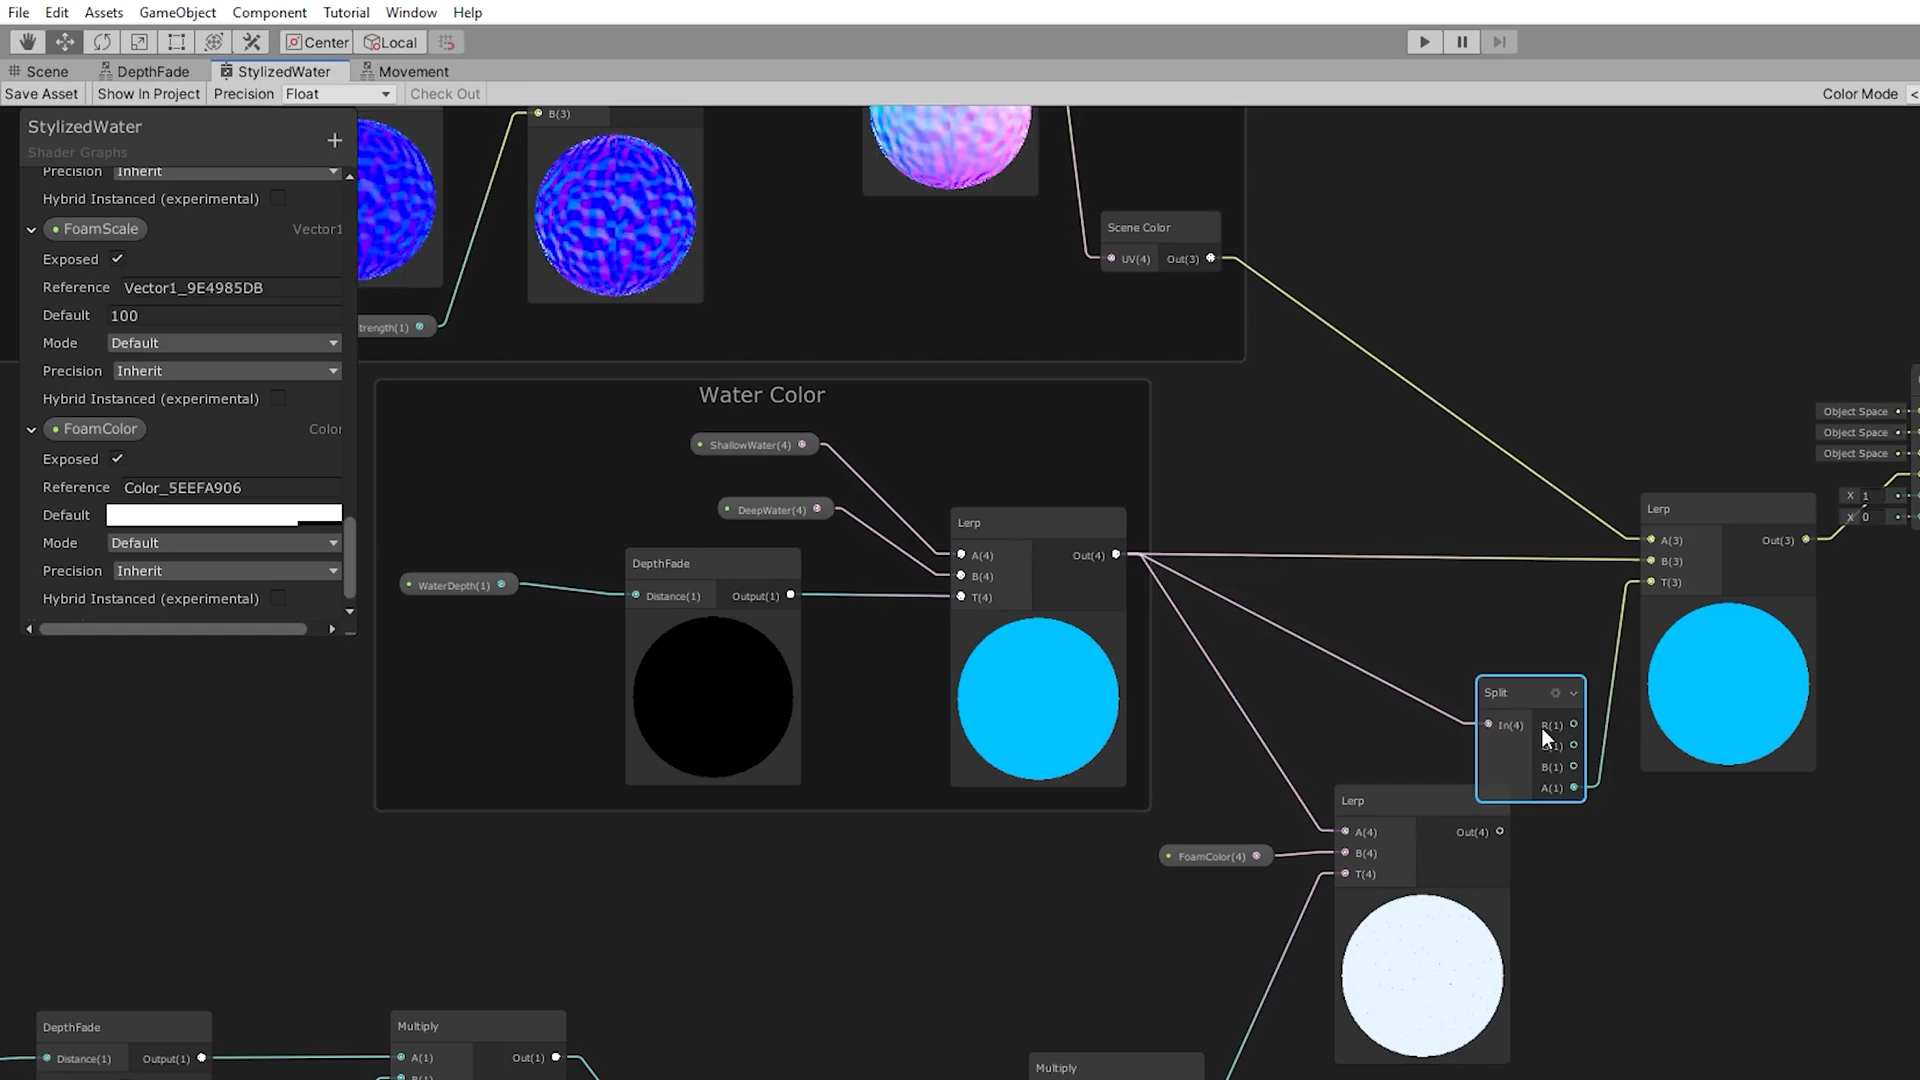 File Edit Assets GameObject Component Tutorial Window Help
Center Local
Scene DepthFade StylizedWater Movement
Save Asset Show In Project Precision Float Check Out Color Mode
StylizedWater
Shader Graphs
Precision Inherit
Hybrid Instanced (experimental)
FoamScale Vector1
Exposed
Reference Vector1_9E4985DB
Default 100
Mode Default
Precision Inherit
Hybrid Instanced (experimental)
FoamColor Color
Exposed
Reference Color_5EEFA906
Default
Mode Default
Precision Inherit
Hybrid Instanced (experimental)
B(3)
trength(1)
Scene Color
UV(4) Out(3)
Water Color
ShallowWater(4)
DeepWater(4)
WaterDepth(1)
DepthFade
Distance(1) Output(1)
Lerp
A(4) Out(4)
B(4)
T(4)
Object Space
Object Space
Object Space
X 1
X 0
Lerp
A(3) Out(3)
B(3)
T(3)
Split
In(4) R(1)
B(1)
A(1)
FoamColor(4)
Lerp
A(4) Out(4)
B(4)
T(4)
DepthFade
Distance(1) Output(1)
Multiply
A(1) Out(1)
Multiply